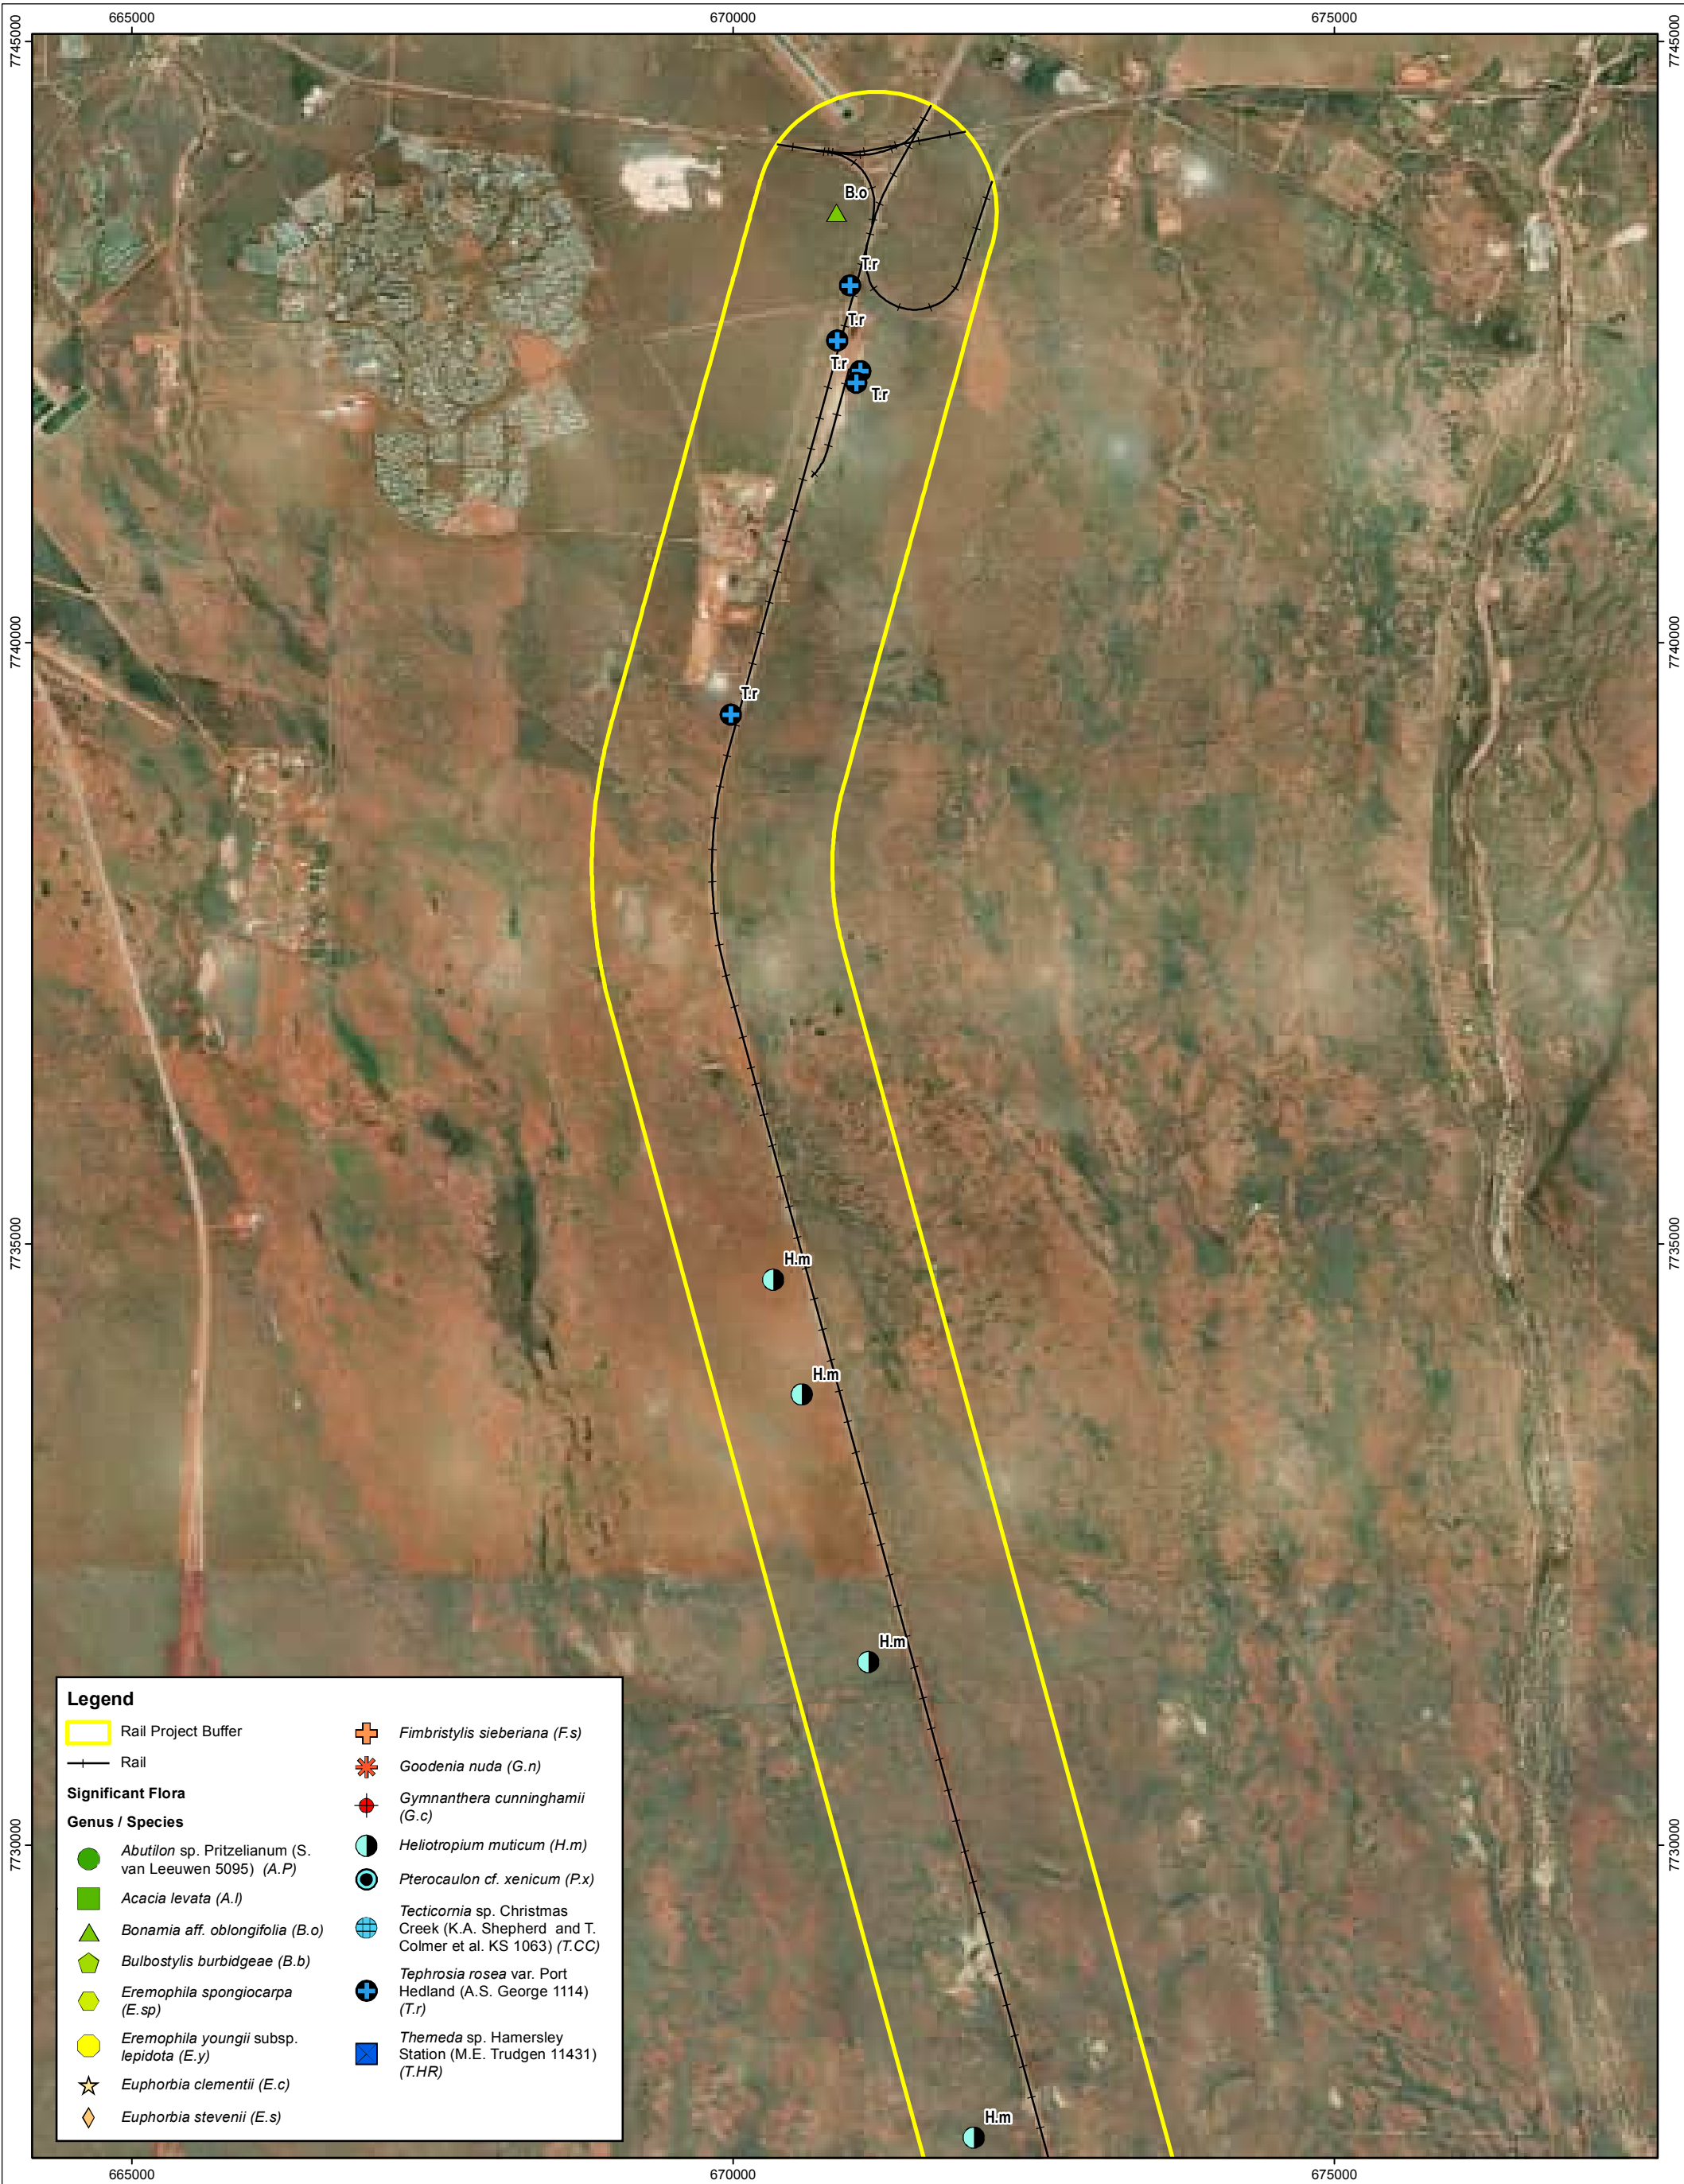 665000
670000
675000
7745000
7745000
B.o
T.r
T.r
T.r
T.r
7740000
7740000
T.r
7735000
7735000
H.m
H.m
H.m
7730000
7730000
H.m
Legend
Rail Project Buffer
Rail
Significant Flora
Genus / Species
Abutilon sp. Pritzelianum (S.
van Leeuwen 5095) (A.P)
Acacia levata (A.l)
Bonamia aff. oblongifolia (B.o)
Bulbostylis burbidgeae (B.b)
Eremophila spongiocarpa
(E.sp)
Eremophila youngii subsp.
lepidota (E.y)
Euphorbia clementii (E.c)
Euphorbia stevenii (E.s)
Fimbristylis sieberiana (F.s)
Goodenia nuda (G.n)
Gymnanthera cunninghamii
(G.c)
Heliotropium muticum (H.m)
Pterocaulon cf. xenicum (P.x)
Tecticornia sp. Christmas
Creek (K.A. Shepherd and T.
Colmer et al. KS 1063) (T.CC)
Tephrosia rosea var. Port
Hedland (A.S. George 1114)
(T.r)
Themeda sp. Hamersley
Station (M.E. Trudgen 11431)
(T.HR)
665000
670000
675000